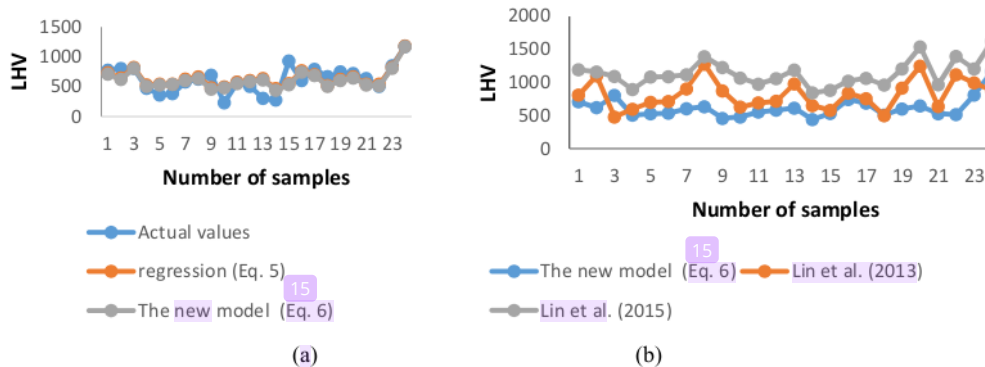 1500
1000
500
0
LHV
1 3 5 7 9 11 13 15 17 19 21 23
Number of samples
Actual values
regression (Eq. 5)
15
The new model (Eq. 6)
(a)
2000
1500
1000
500
0
LHV
1 3 5 7 9 11 13 15 17 19 21 23
Number of samples
15
The new model (Eq. 6) Lin et al. (2013)
Lin et al. (2015)
(b)